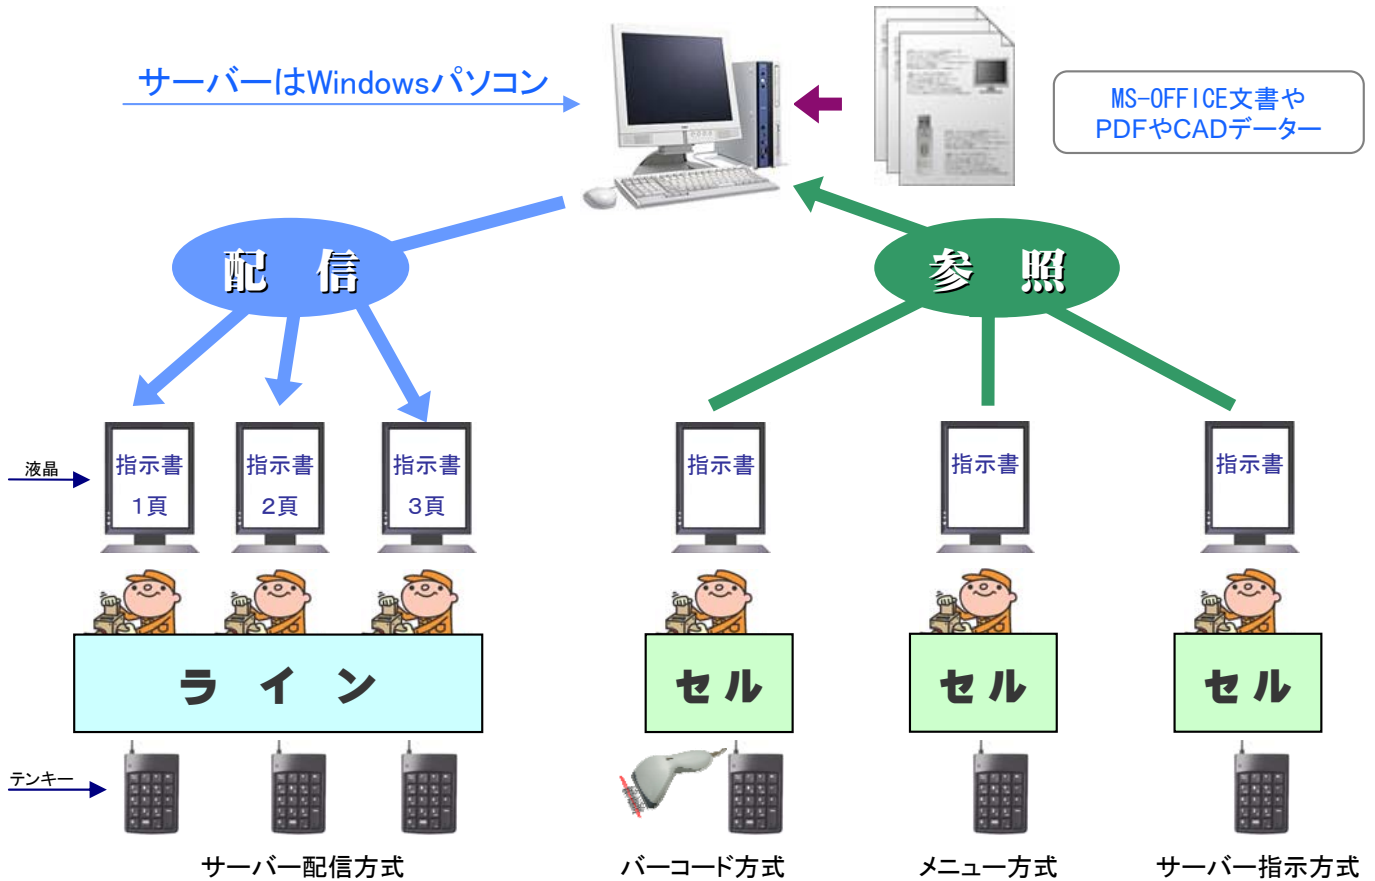 サーバーはWindowsパソコン
MS-OFFICE文書や
PDFやCADデーター
配 信
参 照
液晶
指示書
1頁
指示書
2頁
指示書
3頁
指示書
指示書
指示書
ライン
セル
セル
セル
テンキー
サーバー配信方式
バーコード方式
メニュー方式
サーバー指示方式